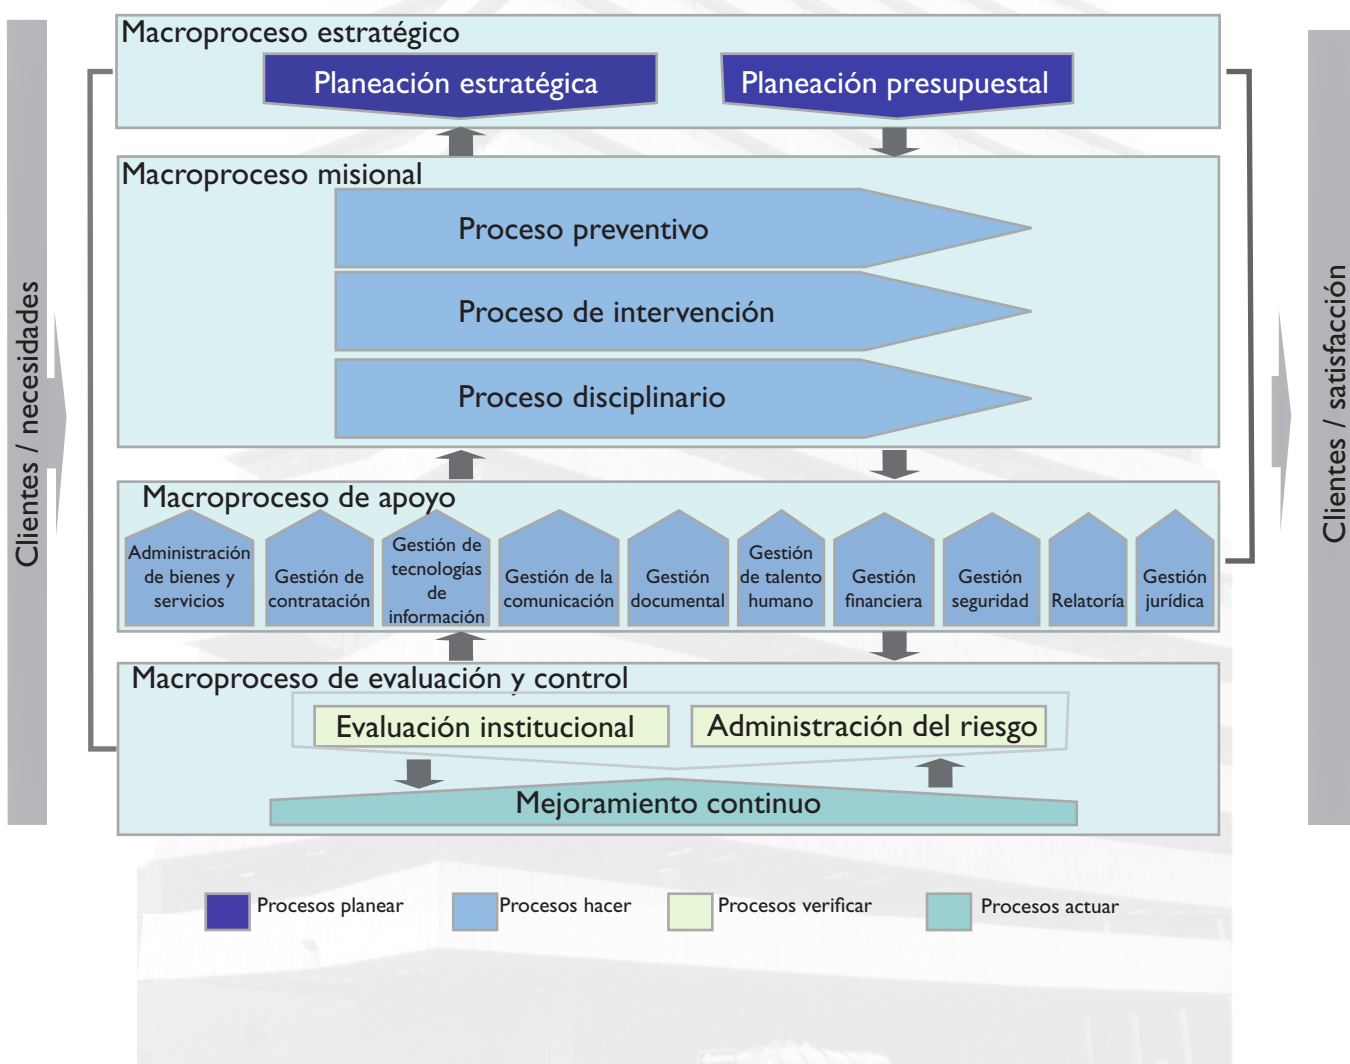 Macroproceso estratégico
Planeación estratégica
Planeación presupuestal
Macroproceso misional
Proceso preventivo
Proceso de intervención
Proceso disciplinario
Clientes / necesidades
Clientes / satisfacción
Macroproceso de apoyo
Administración
de bienes y
servicios
Gestión de
contratación
Gestión de
tecnologías
de
información
Gestión de la
comunicación
Gestión
documental
Gestión
de talento
humano
Gestión
financiera
Gestión
seguridad
Relatoría
Gestión
jurídica
Macroproceso de evaluación y control
Evaluación institucional
Administración del riesgo
Mejoramiento continuo
Procesos planear
Procesos hacer
Procesos verificar
Procesos actuar